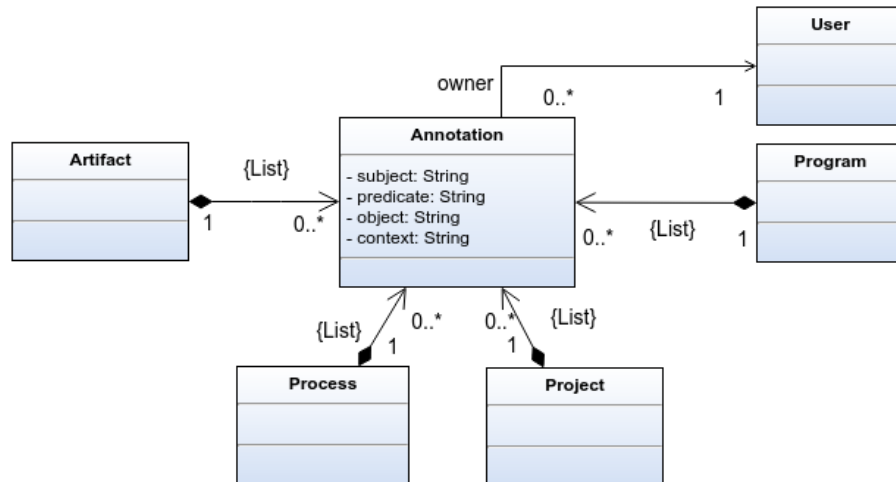 User
owner
0..*
1
Annotation
Artifact
Program
{List}
- subject: String
- predicate: String
- object: String
- context: String
1
0..*
0..*
{List}
1
{List}
0..*
1
0..*
{List}
1
Process
Project